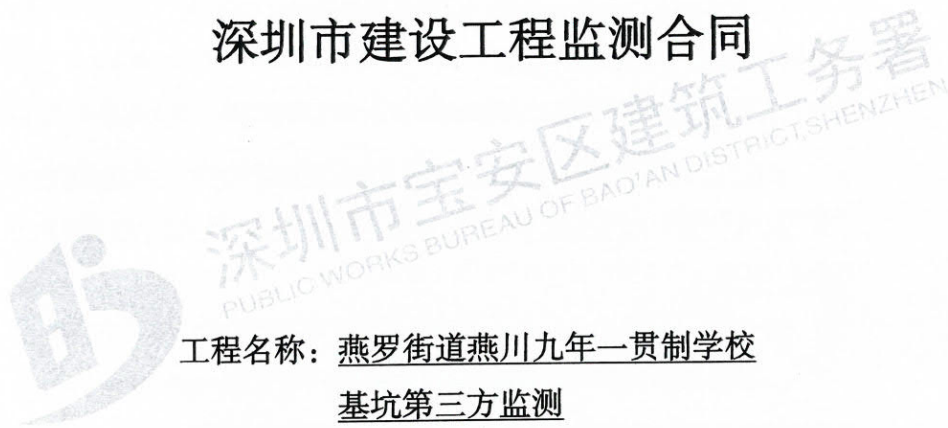 深圳市建设工程监测合同
深圳市宝安区建筑工务署
PUBLIC WORKS BUREAU OF BAO'AN DISTRICT,SHENZHEN
工程名称：燕罗街道燕川九年一贯制学校
基坑第三方监测